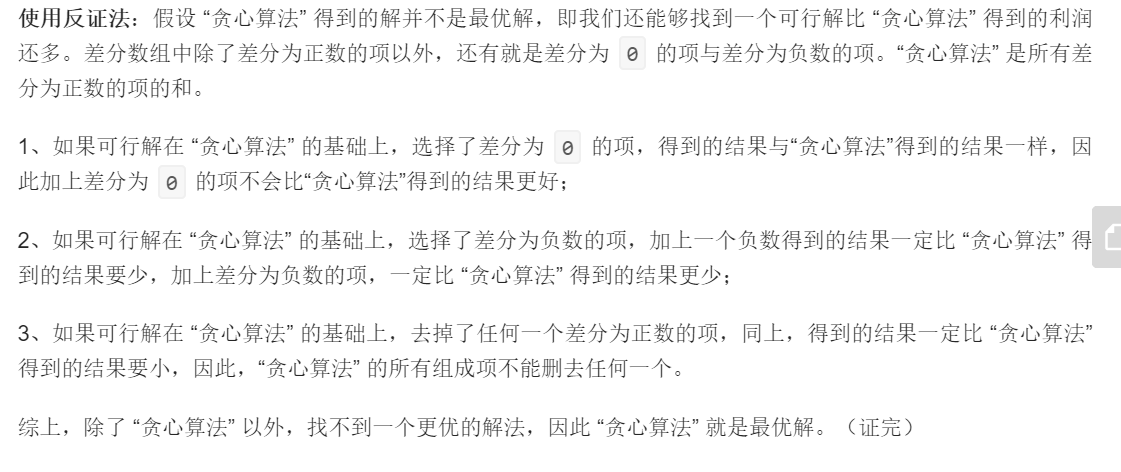 使用反证法：假设 “贪心算法” 得到的解并不是最优解，即我们还能够找到一个可行解比 “贪心算法” 得到的利润
还多。差分数组中除了差分为正数的项以外，还有就是差分为 0 的项与差分为负数的项。“贪心算法” 是所有差
分为正数的项的和。
1、如果可行解在 “贪心算法” 的基础上，选择了差分为 0 的项，得到的结果与“贪心算法”得到的结果一样，因
此加上差分为 0 的项不会比“贪心算法”得到的结果更好；
2、如果可行解在 “贪心算法” 的基础上，选择了差分为负数的项，加上一个负数得到的结果一定比 “贪心算法” 得
到的结果要少，加上差分为负数的项，一定比 “贪心算法” 得到的结果更少；
3、如果可行解在 “贪心算法” 的基础上，去掉了任何一个差分为正数的项，同上，得到的结果一定比 “贪心算法”
得到的结果要小，因此，“贪心算法” 的所有组成项不能删去任何一个。
综上，除了 “贪心算法” 以外，找不到一个更优的解法，因此 “贪心算法” 就是最优解。（证完）